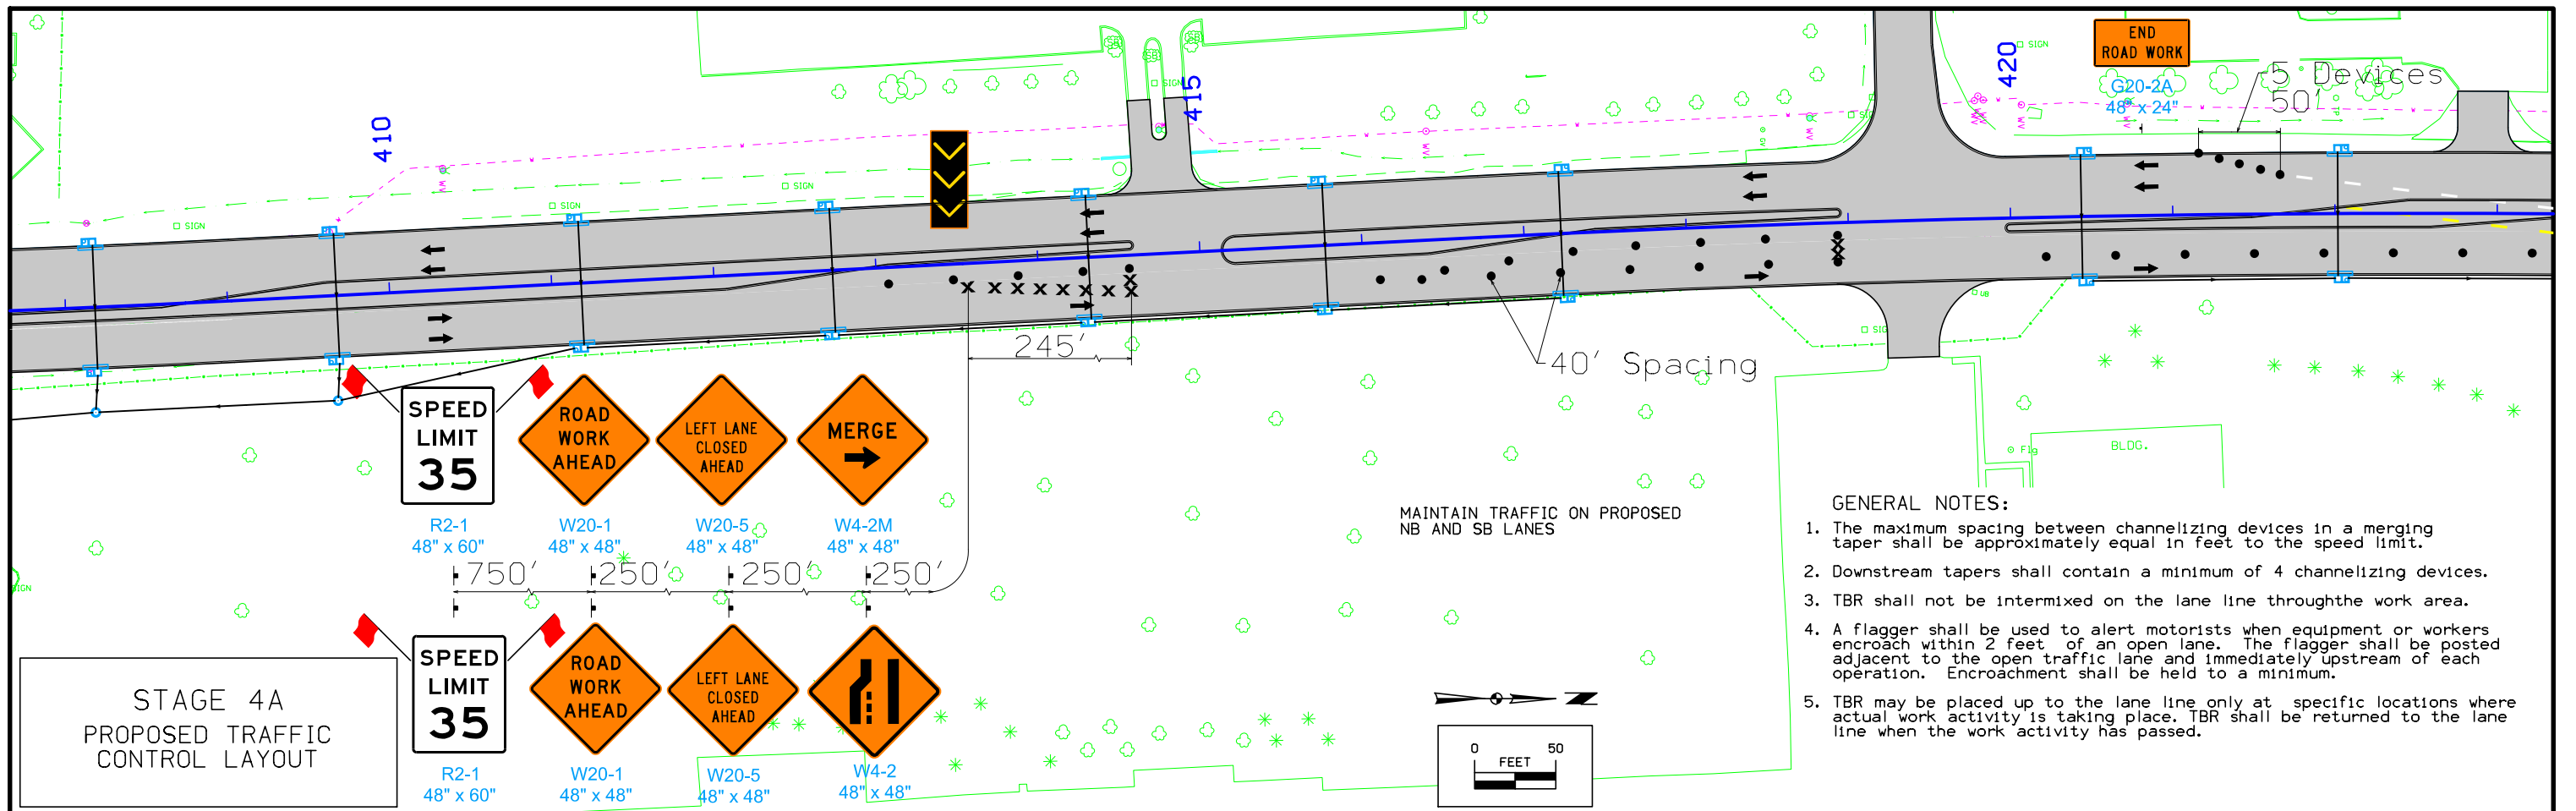 END
ROAD WORK
G20-2A
48" x 24"
5 Devices
50'
410
415
420
SIGN
SIGN
SIGN
SIGN
SIGN
SIGN
WV
WV
WV
WV
WV
WV
GV
UB
245'
40' Spacing
SPEED
LIMIT
35
ROAD
WORK
AHEAD
LEFT LANE
CLOSED
AHEAD
MERGE
R2-1
48" x 60"
W20-1
48" x 48"
W20-5
48" x 48"
W4-2M
48" x 48"
750'
250'
250'
250'
SPEED
LIMIT
35
ROAD
WORK
AHEAD
LEFT LANE
CLOSED
AHEAD
R2-1
48" x 60"
W20-1
48" x 48"
W20-5
48" x 48"
W4-2
48" x 48"
STAGE 4A
PROPOSED TRAFFIC
CONTROL LAYOUT
MAINTAIN TRAFFIC ON PROPOSED
NB AND SB LANES
0 50
FEET
Flg
BLDG.
GENERAL NOTES:
1. The maximum spacing between channelizing devices in a merging
taper shall be approximately equal in feet to the speed limit.
2. Downstream tapers shall contain a minimum of 4 channelizing devices.
3. TBR shall not be intermixed on the lane line throughthe work area.
4. A flagger shall be used to alert motorists when equipment or workers
encroach within 2 feet of an open lane. The flagger shall be posted
adjacent to the open traffic lane and immediately upstream of each
operation. Encroachment shall be held to a minimum.
5. TBR may be placed up to the lane line only at specific locations where
actual work activity is taking place. TBR shall be returned to the lane
line when the work activity has passed.